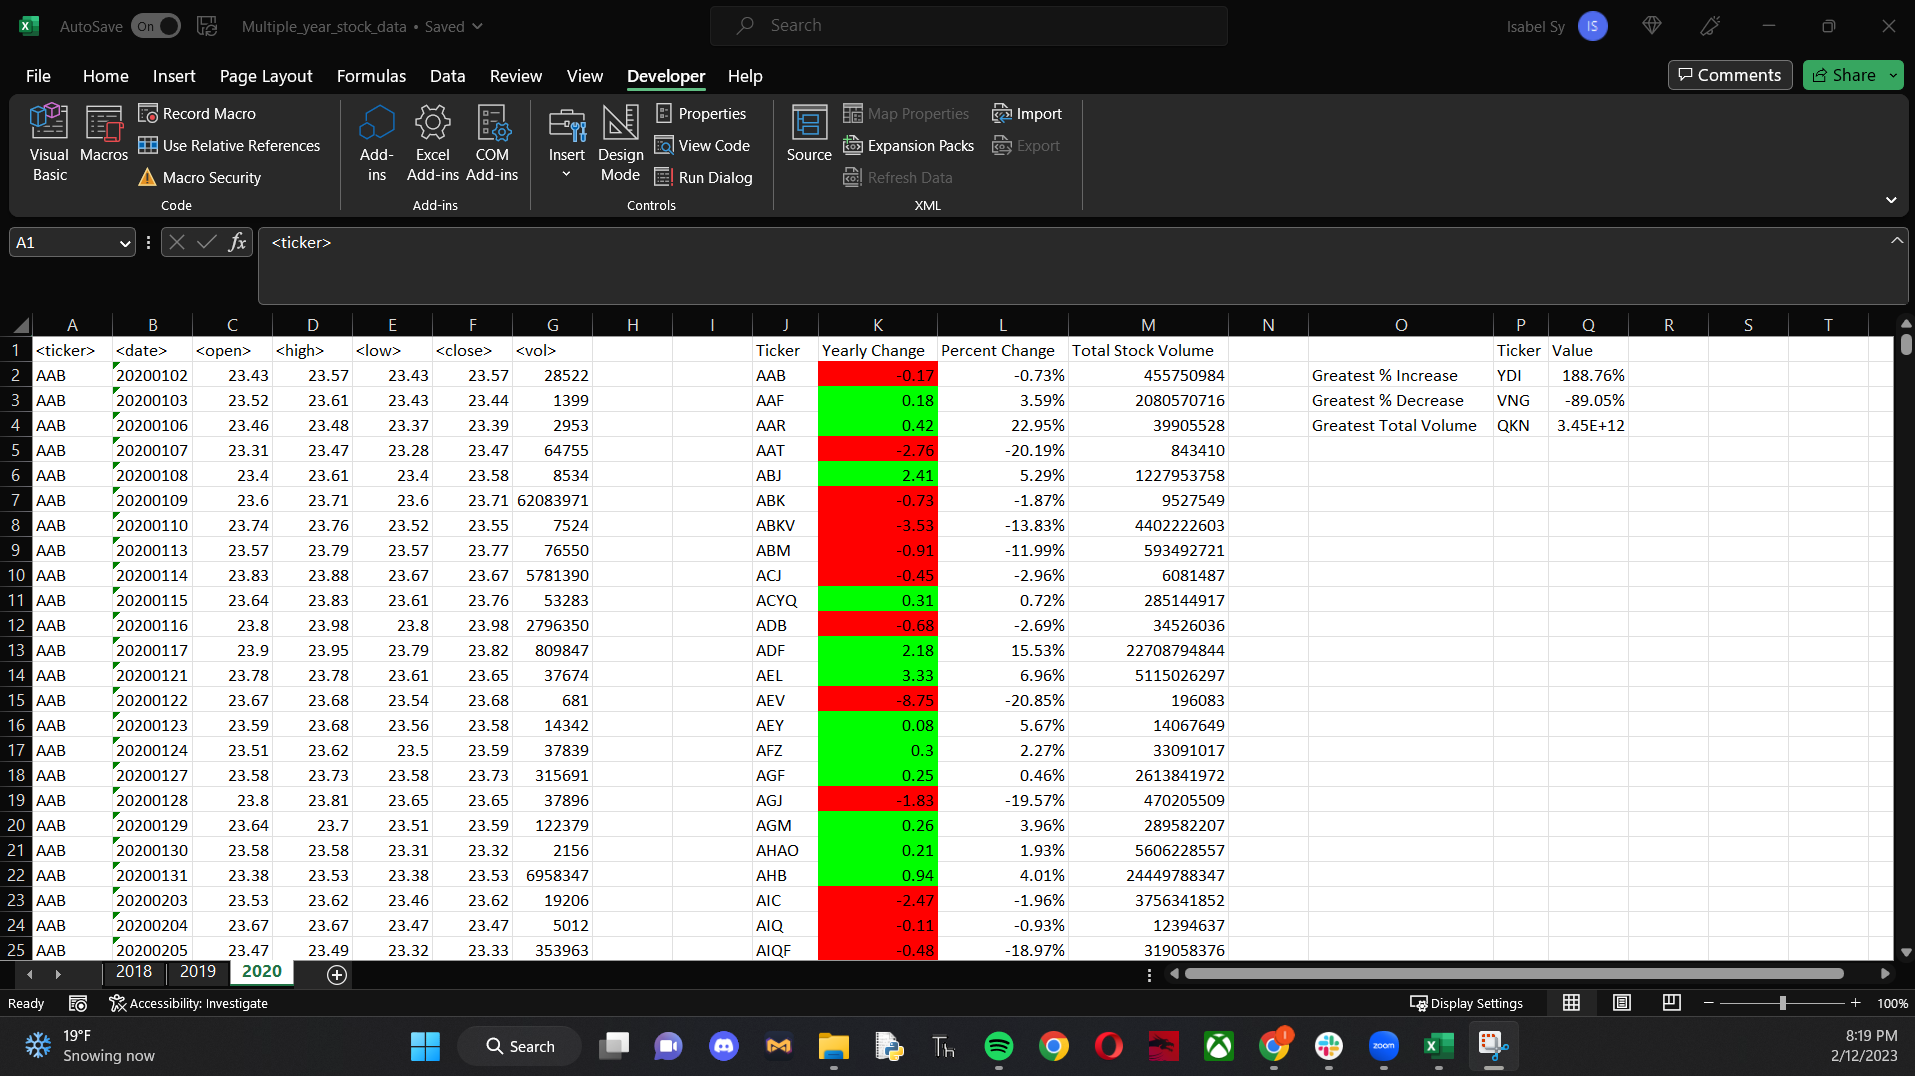 AutoSave On Multiple_year_stock_data • Saved Search Isabel Sy IS
File Home Insert Page Layout Formulas Data Review View Developer Help Comments Share
Visual Basic Macros Record Macro Use Relative References Macro Security Code
Add-ins Excel Add-ins COM Add-ins Add-ins
Insert Design Mode Properties View Code Run Dialog Controls
Source Map Properties Expansion Packs Refresh Data Import Export XML
A1 fx <ticker>
A B C D E F G H I J K L M N O P Q R S T
1 <ticker> <date> <open> <high> <low> <close> <vol> Ticker Yearly Change Percent Change Total Stock Volume Ticker Value
2 AAB 20200102 23.43 23.57 23.43 23.57 28522 AAB -0.17 -0.73% 455750984 Greatest % Increase YDI 188.76%
3 AAB 20200103 23.52 23.61 23.43 23.44 1399 AAF 0.18 3.59% 2080570716 Greatest % Decrease VNG -89.05%
4 AAB 20200106 23.46 23.48 23.37 23.39 2953 AAR 0.42 22.95% 39905528 Greatest Total Volume QKN 3.45E+12
5 AAB 20200107 23.31 23.47 23.28 23.47 64755 AAT -2.76 -20.19% 843410
6 AAB 20200108 23.4 23.61 23.4 23.58 8534 ABJ 2.41 5.29% 1227953758
7 AAB 20200109 23.6 23.71 23.6 23.71 62083971 ABK -0.73 -1.87% 9527549
8 AAB 20200110 23.74 23.76 23.52 23.55 7524 ABKV -3.53 -13.83% 4402222603
9 AAB 20200113 23.57 23.79 23.57 23.77 76550 ABM -0.91 -11.99% 593492721
10 AAB 20200114 23.83 23.88 23.67 23.67 5781390 ACJ -0.45 -2.96% 6081487
11 AAB 20200115 23.64 23.83 23.61 23.76 53283 ACYQ 0.31 0.72% 285144917
12 AAB 20200116 23.8 23.98 23.8 23.98 2796350 ADB -0.68 -2.69% 34526036
13 AAB 20200117 23.9 23.95 23.79 23.82 809847 ADF 2.18 15.53% 22708794844
14 AAB 20200121 23.78 23.78 23.61 23.65 37674 AEL 3.33 6.96% 5115026297
15 AAB 20200122 23.67 23.68 23.54 23.68 681 AEV -8.75 -20.85% 196083
16 AAB 20200123 23.59 23.68 23.56 23.58 14342 AEY 0.08 5.67% 14067649
17 AAB 20200124 23.51 23.62 23.5 23.59 37839 AFZ 0.3 2.27% 33091017
18 AAB 20200127 23.58 23.73 23.58 23.73 315691 AGF 0.25 0.46% 2613841972
19 AAB 20200128 23.8 23.81 23.65 23.65 37896 AGJ -1.83 -19.57% 470205509
20 AAB 20200129 23.64 23.7 23.51 23.59 122379 AGM 0.26 3.96% 289582207
21 AAB 20200130 23.58 23.58 23.31 23.32 2156 AHAO 0.21 1.93% 5606228557
22 AAB 20200131 23.38 23.53 23.38 23.53 6958347 AHB 0.94 4.01% 24449788347
23 AAB 20200203 23.53 23.62 23.46 23.62 19206 AIC -2.47 -1.96% 3756341852
24 AAB 20200204 23.67 23.67 23.47 23.47 5012 AIQ -0.11 -0.93% 12394637
25 AAB 20200205 23.47 23.49 23.32 23.33 353963 AIQF -0.48 -18.97% 319058376
2018 2019 2020
Ready Accessibility: Investigate Display Settings 100%
19°F Snowing now Search Th zoom 8:19 PM
2/12/2023